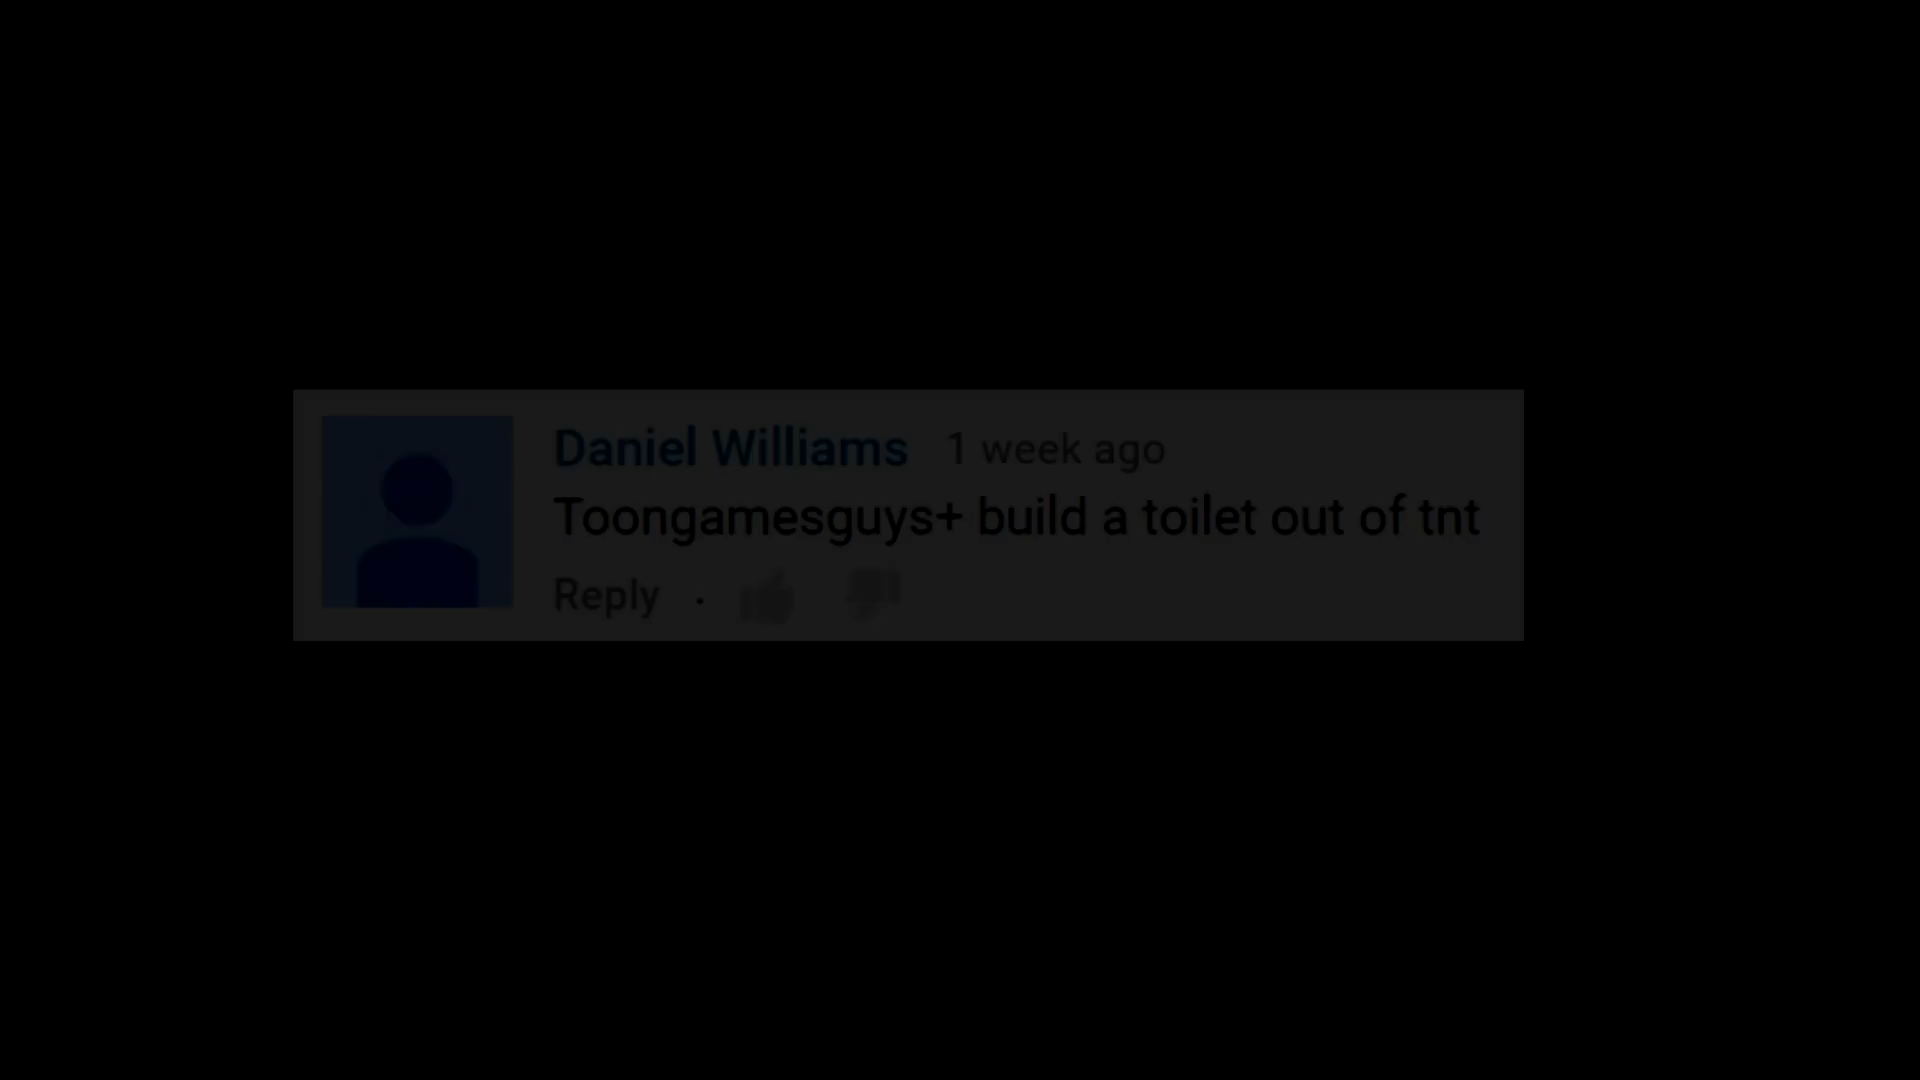 Daniel Williams 1 week ago
Toongamesguys+ build a toilet out of tnt
Reply ·